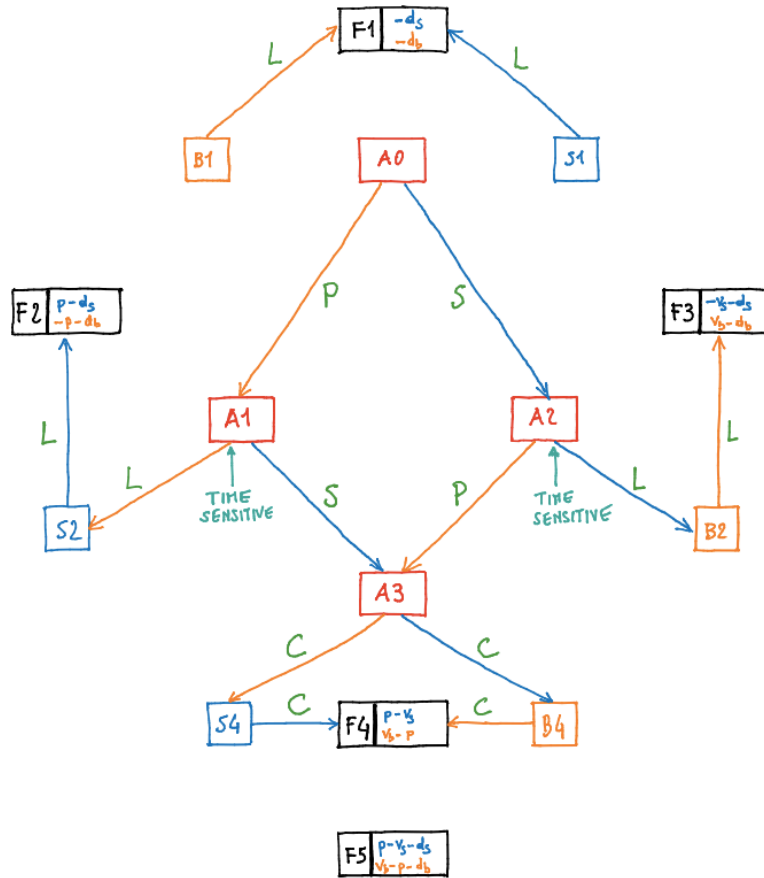 F1
-ds
-db
L
L
B1
A0
S1
P
S
F2
p-ds
-p-db
F3
-vs-ds
vb-db
A1
A2
L
L
L
S
P
L
TIME
SENSITIVE
TIME
SENSITIVE
S2
B2
A3
C
C
S4
C
F4
p-vs
vb-p
C
B4
F5
p-vs-ds
vb-p-db